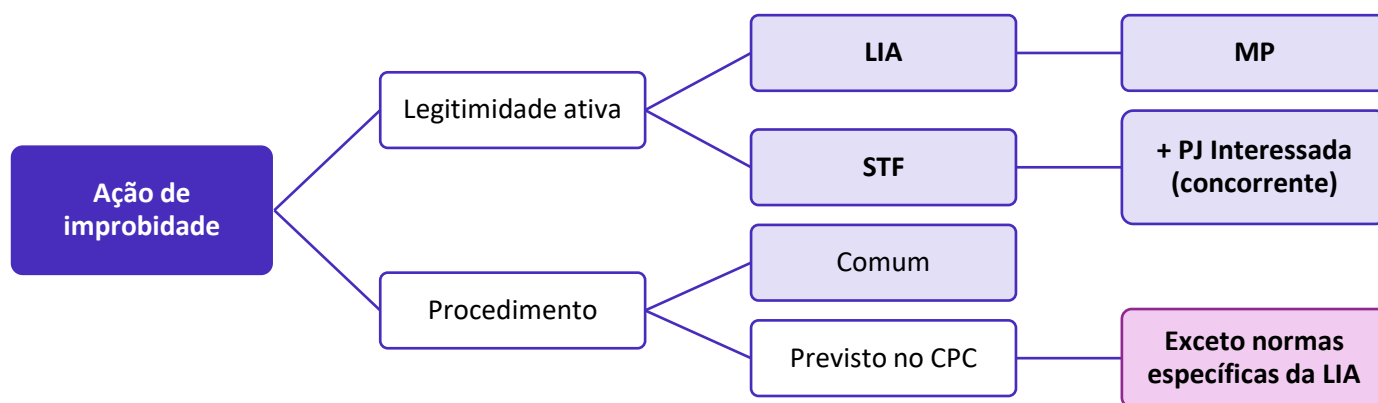 Ação de
improbidade
Legitimidade ativa
LIA
MP
STF
+ PJ Interessada
(concorrente)
Procedimento
Comum
Previsto no CPC
Exceto normas
específicas da LIA